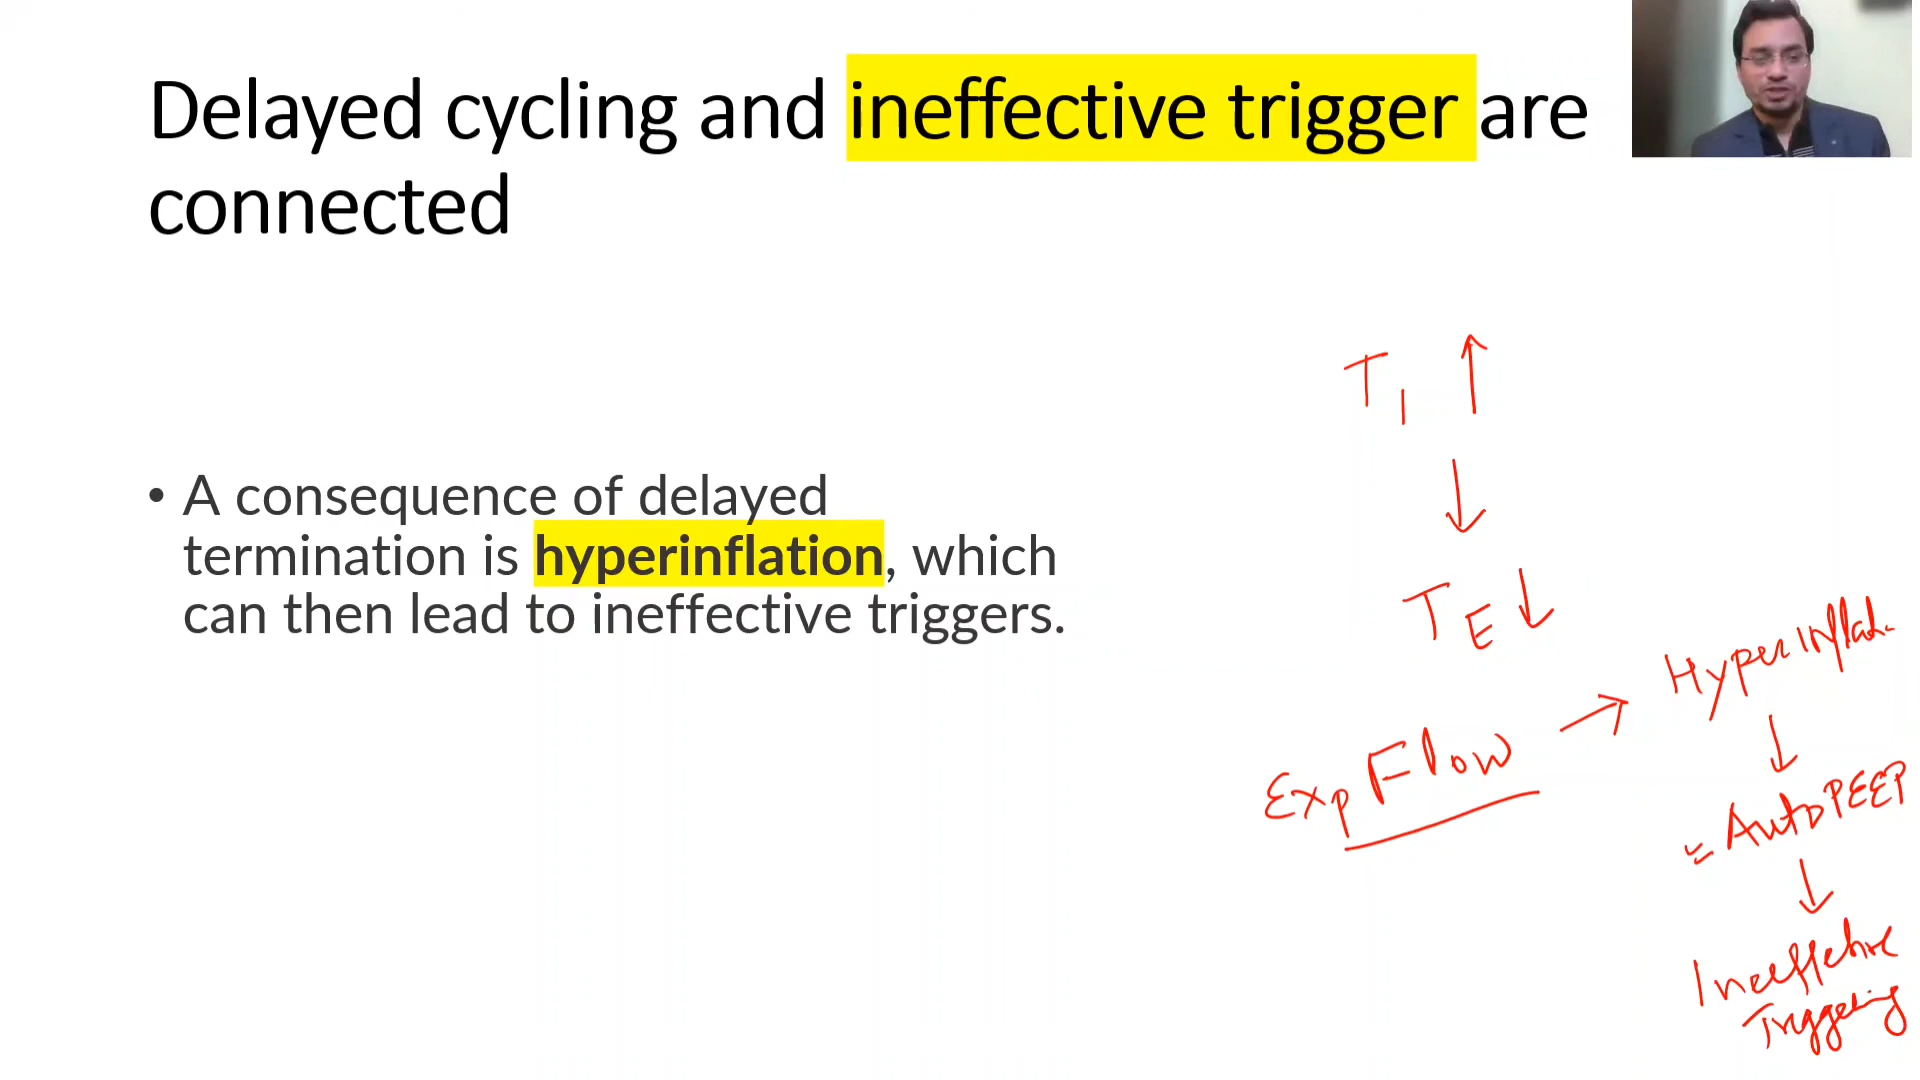 Delayed cycling and ineffective trigger are
connected
• A consequence of delayed
termination is hyperinflation, which
can then lead to ineffective triggers.
TI ↑
↓
TE ↓
Exp Flow →
Hyperinflat.
↓
= AutoPEEP
↓
Ineffective
Triggering